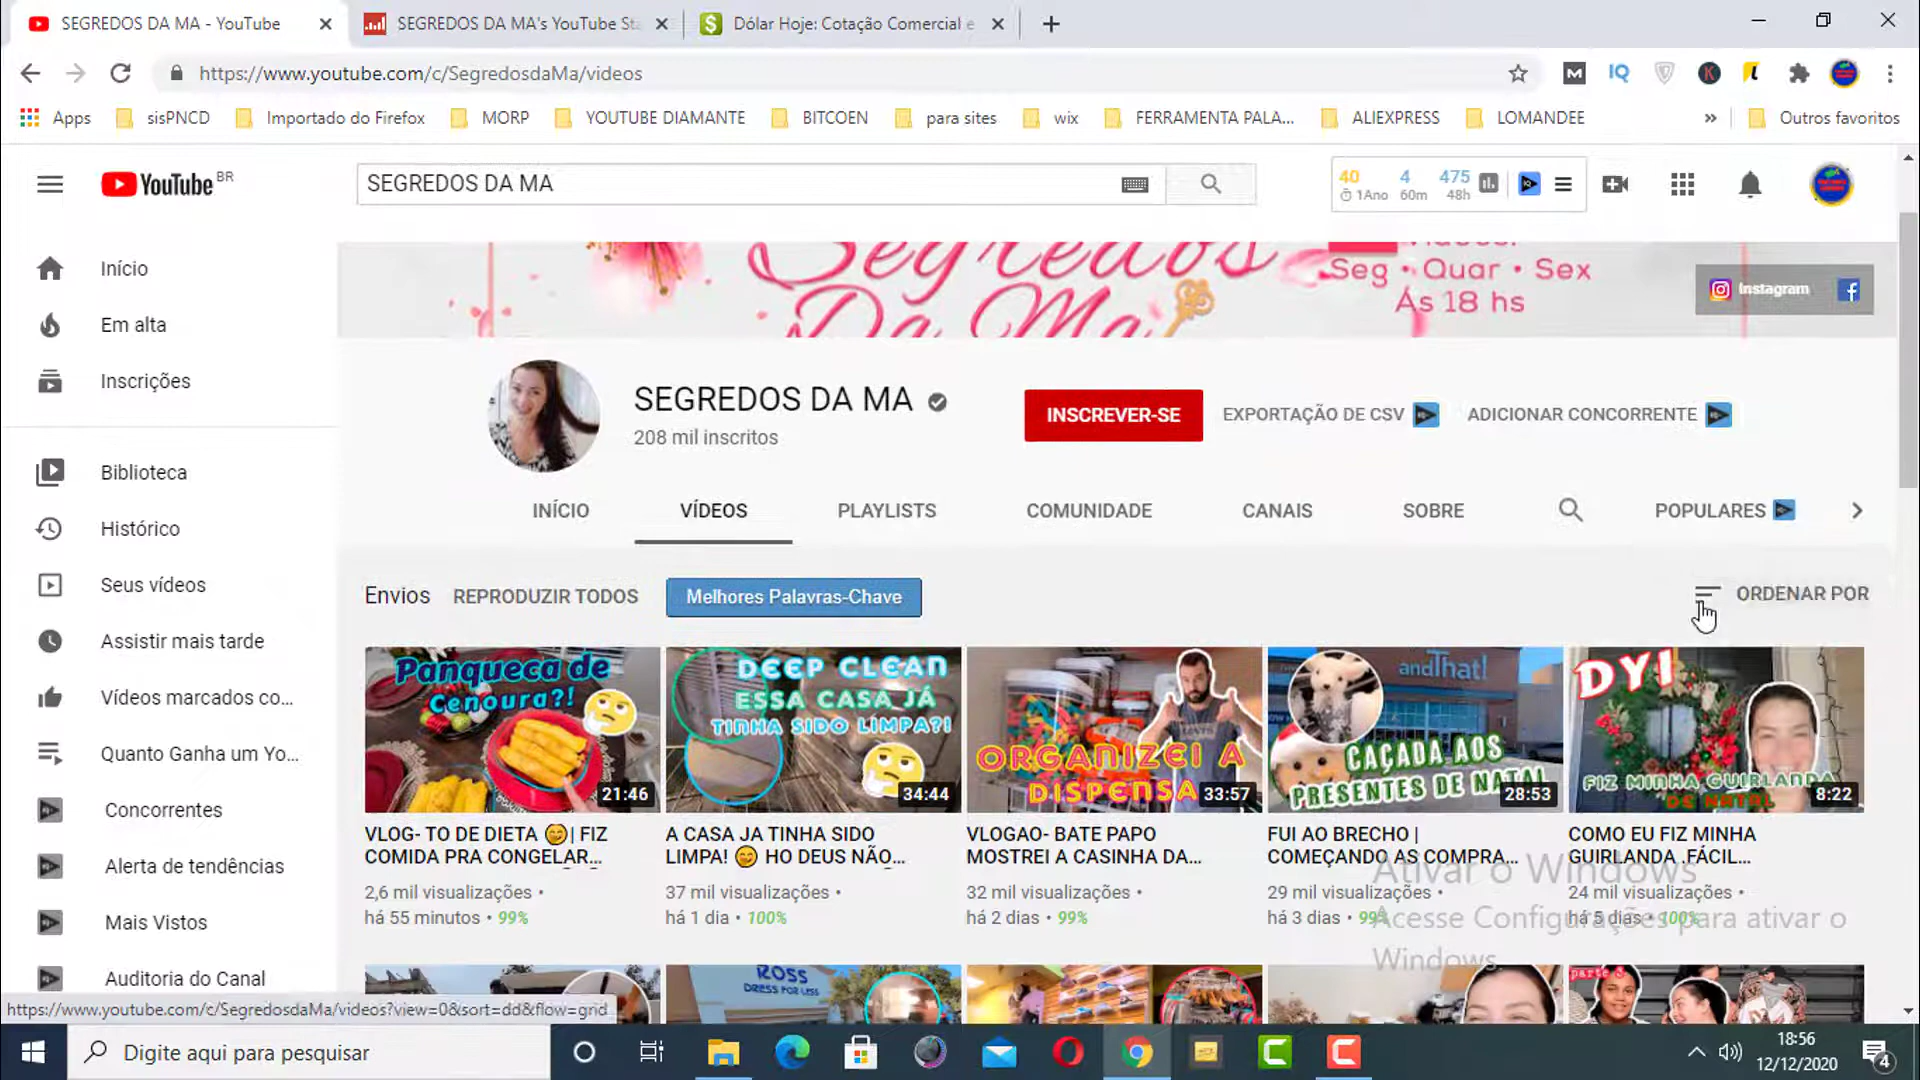 SEGREDOS DA MA - YouTube
SEGREDOS DA MA's YouTube Sta
Dólar Hoje: Cotação Comercial e
https://www.youtube.com/c/SegredosdaMa/videos
Apps
sisPNCD
Importado do Firefox
MORP
YOUTUBE DIAMANTE
BITCOEN
para sites
wix
FERRAMENTA PALA...
ALIEXPRESS
LOMANDEE
Outros favoritos
YouTube BR
SEGREDOS DA MA
40 4 475
1Ano 60m 48h
Início
Em alta
Inscrições
Biblioteca
Histórico
Seus vídeos
Assistir mais tarde
Vídeos marcados co...
Quanto Ganha um Yo...
Concorrentes
Alerta de tendências
Mais Vistos
Auditoria do Canal
Segredos
Da Ma
Seg • Quar • Sex
Ás 18 hs
Instagram
SEGREDOS DA MA
208 mil inscritos
INSCREVER-SE
EXPORTAÇÃO DE CSV
ADICIONAR CONCORRENTE
INÍCIO
VÍDEOS
PLAYLISTS
COMUNIDADE
CANAIS
SOBRE
POPULARES
Envios
REPRODUZIR TODOS
Melhores Palavras-Chave
ORDENAR POR
Panqueca de
Cenoura?!
21:46
VLOG- TO DE DIETA 😋| FIZ
COMIDA PRA CONGELAR...
2,6 mil visualizações •
há 55 minutos • 99%
DEEP CLEAN
ESSA CASA JÁ
TINHA SIDO LIMPA?!
34:44
A CASA JA TINHA SIDO
LIMPA! 😋 HO DEUS NÃO...
37 mil visualizações •
há 1 dia • 100%
ORGANIZEI A
DISPENSA
33:57
VLOGAO- BATE PAPO
MOSTREI A CASINHA DA...
32 mil visualizações •
há 2 dias • 99%
andThat!
CAÇADA AOS
PRESENTES DE NATAL
28:53
FUI AO BRECHO |
COMEÇANDO AS COMPRA...
29 mil visualizações •
há 3 dias • 99%
DYI
FIZ MINHA GUIRLANDA
DE NATAL
8:22
COMO EU FIZ MINHA
GUIRLANDA .FÁCIL...
24 mil visualizações •
há 5 dias • 100%
Ativar o Windows
Acesse Configurações para ativar o
Windows.
ROSS
DRESS FOR LESS
parte 3
https://www.youtube.com/c/SegredosdaMa/videos?view=0&sort=dd&flow=grid
Digite aqui para pesquisar
18:56
12/12/2020
4